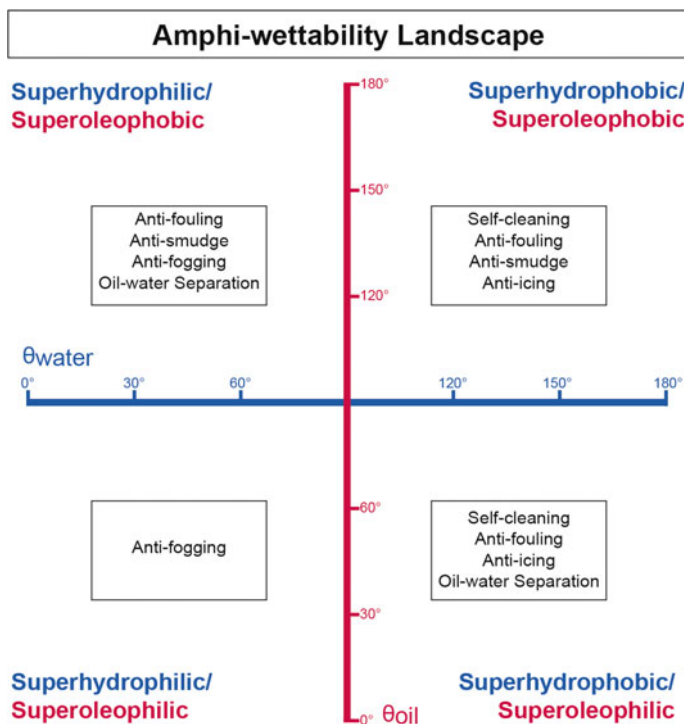 Amphi-wettability Landscape
Superhydrophilic/
Superoleophobic
180°
Superhydrophobic/
Superoleophobic
150°
Anti-fouling
Anti-smudge
Anti-fogging
Oil-water Separation
Self-cleaning
Anti-fouling
Anti-smudge
Anti-icing
120°
θwater
0° 30° 60° 120° 150° 180°
60°
Anti-fogging
Self-cleaning
Anti-fouling
Anti-icing
Oil-water Separation
30°
Superhydrophilic/
Superoleophilic
0° θoil
Superhydrophobic/
Superoleophilic